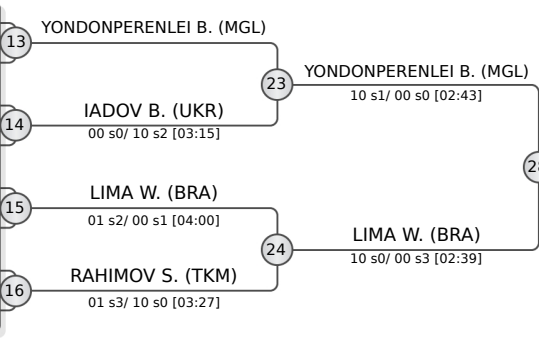 YONDONPERENLEI B. (MGL)
13
23
YONDONPERENLEI B. (MGL)
10 s1/ 00 s0 [02:43]
IADOV B. (UKR)
14
00 s0/ 10 s2 [03:15]
LIMA W. (BRA)
15
01 s2/ 00 s1 [04:00]
24
LIMA W. (BRA)
10 s0/ 00 s3 [02:39]
RAHIMOV S. (TKM)
16
01 s3/ 10 s0 [03:27]